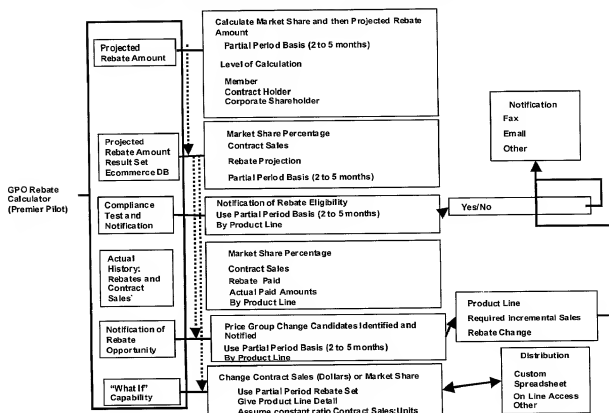 GPO Rebate
Calculator
(Premier Pilot)
Projected
Rebate Amount
Calculate Market Share and then Projected Rebate
Amount
Partial Period Basis (2 to 5 months)
Level of Calculation
Member
Contract Holder
Corporate Shareholder
Projected
Rebate Amount
Result Set
Ecommerce DB
Market Share Percentage
Contract Sales
Rebate Projection
Partial Period Basis (2 to 5 months)
Notification
Fax
Email
Other
Compliance
Test and
Notification
Notification of Rebate Eligibility
Use Partial Period Basis (2 to 5 months)
By Product Line
Yes/No
Actual
History:
Rebates and
Contract
Sales`
Market Share Percentage
Contract Sales
Rebate Paid
Actual Paid Amounts
By Product Line
Notification of
Rebate
Opportunity
Price Group Change Candidates Identified and
Notified
Use Partial Period Basis (2 to 5 months)
By Product Line
Product Line
Required Incremental Sales
Rebate Change
"What If"
Capability
Change Contract Sales (Dollars) or Market Share
Use Partial Period Rebate Set
Give Product Line Detail
Assume constant ratio Contract Sales:Units
Distribution
Custom
Spreadsheet
On Line Access
Other